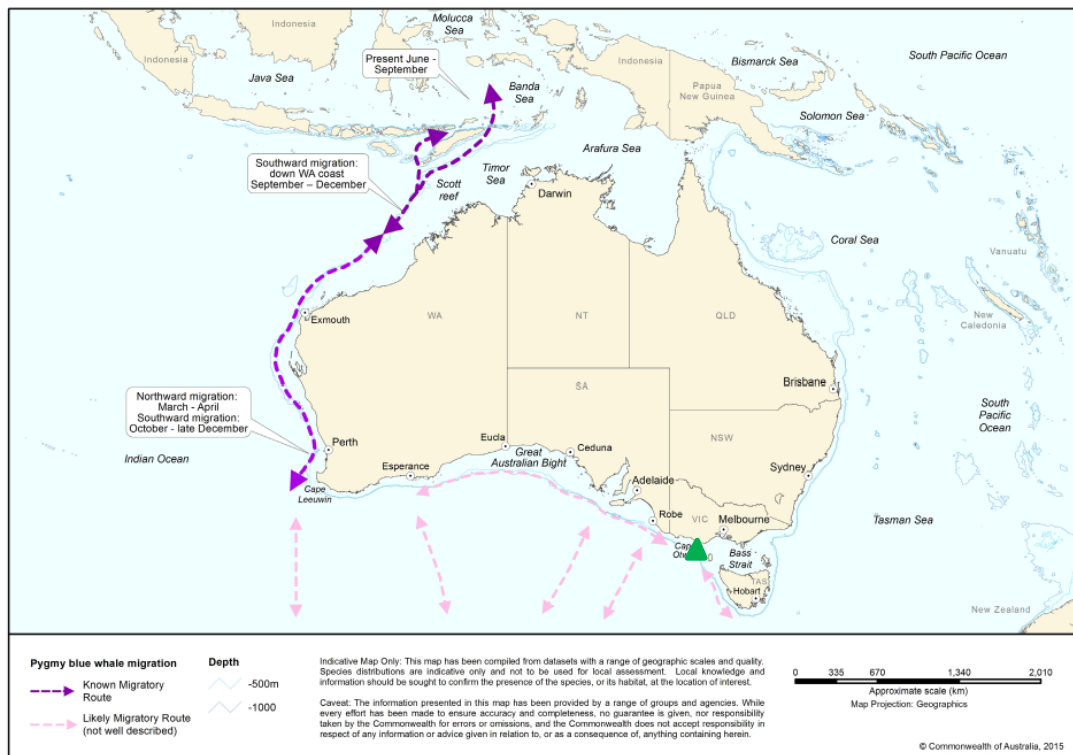 Molucca
Sea
Indonesia
Indonesia
Indonesia
Java Sea
Present June -
September
Banda
Sea
Bismarck Sea
South Pacific Ocean
Papua
New Guinea
Solomon Sea
Arafura Sea
Timor
Sea
Southward migration:
down WA coast
September – December
Scott
reef
Darwin
Coral Sea
Vanuatu
New
Caledonia
Exmouth
WA
NT
QLD
SA
Brisbane
Northward migration:
March - April
Southward migration:
October - late December
South
Pacific
Ocean
Indian Ocean
Perth
Eucla
Great
Australian Bight
Ceduna
NSW
Esperance
Sydney
Cape
Leeuwin
Adelaide
Robe
VIC
Melbourne
Tasman Sea
Bass
Strait
TAS
Hobart
New Zealand
Pygmy blue whale migration
Known Migratory
Route
Likely Migratory Route
(not well described)
Depth
-500m
-1000
Indicative Map Only: This map has been compiled from datasets with a range of geographic scales and quality.
Species distributions are indicative only and not to be used for local assessment. Local knowledge and
information should be sought to confirm the presence of the species, or its habitat, at the location of interest.
Caveat: The information presented in this map has been provided by a range of groups and agencies. While
every effort has been made to ensure accuracy and completeness, no guarantee is given, nor responsibility
taken by the Commonwealth for errors or omissions, and the Commonwealth does not accept responsibility in
respect of any information or advice given in relation to, or as a consequence of, anything containing herein.
0 335 670 1,340 2,010
Approximate scale (km)
Map Projection: Geographics
© Commonwealth of Australia, 2015